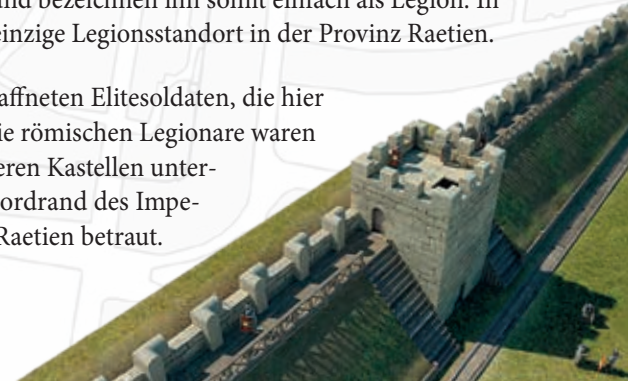 und bezeichnen ihn somit einfach als Legion. In
einzige Legionsstandort in der Provinz Raetien.
affneten Elitesoldaten, die hier
ie römischen Legionare waren
eren Kastellen unter-
ordrand des Impe-
Raetien betraut.